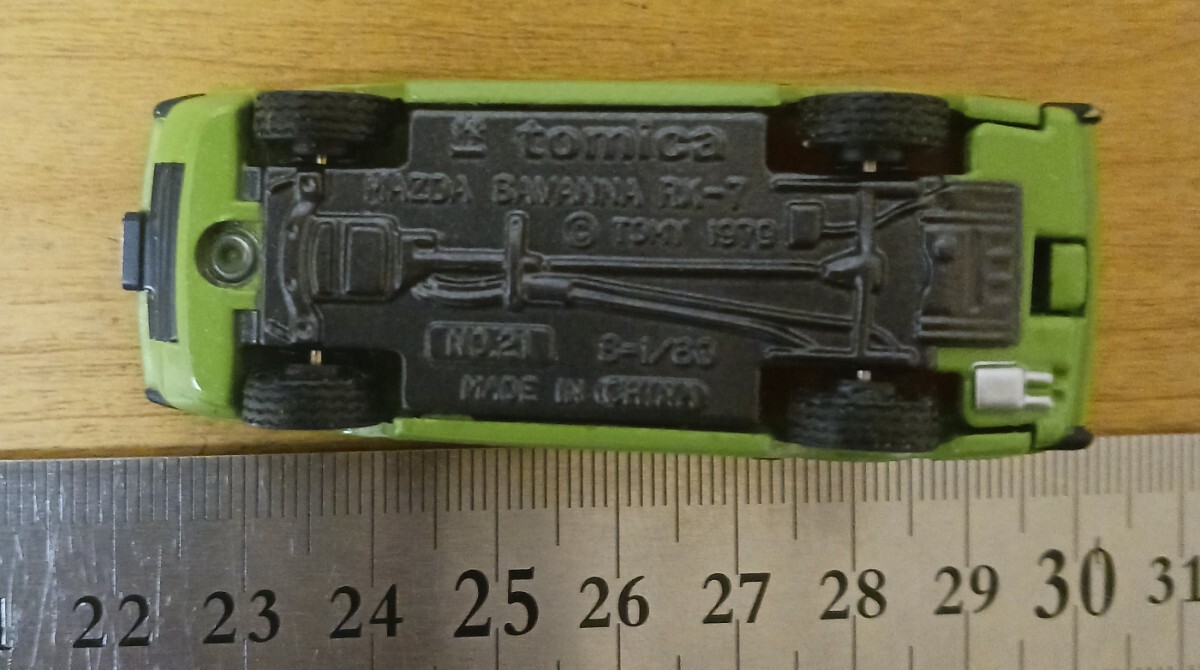 tomica
MAZDA SAVANNA RX-7
© TOMY 1979
NO.21 S=1/60
MADE IN CHINA
22 23 24 25 26 27 28 29 30 31